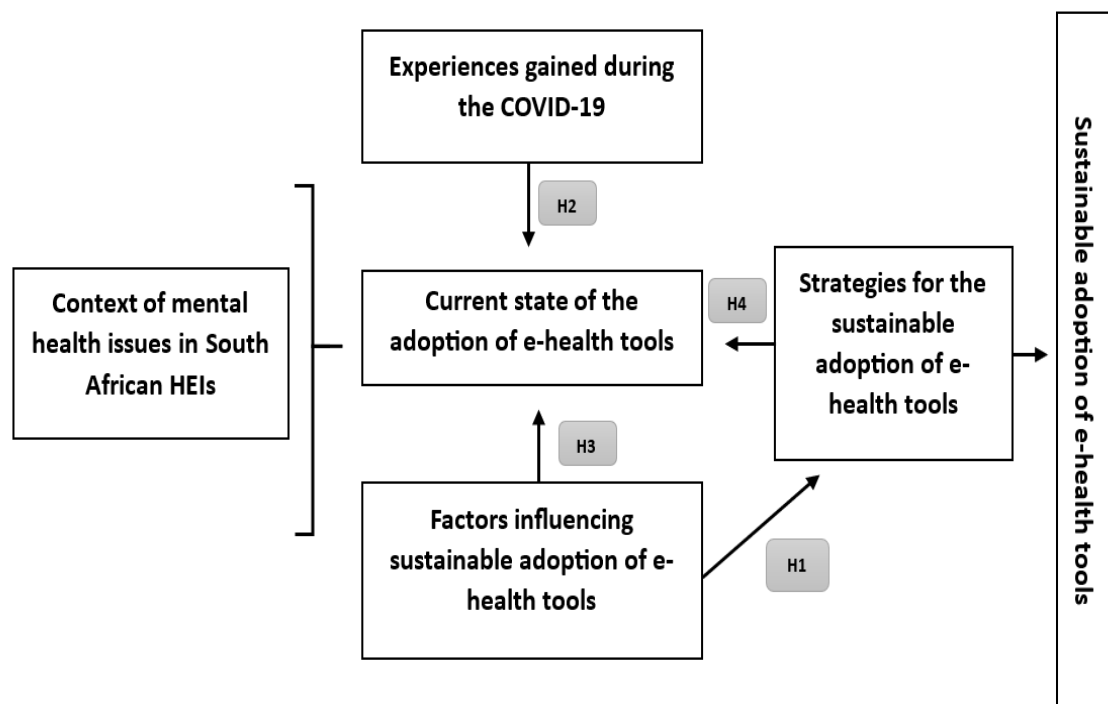 Experiences gained during
the COVID-19
H2
Context of mental
health issues in South
African HEIs
Current state of the
adoption of e-health tools
H4
Strategies for the
sustainable
adoption of e-
health tools
H3
Factors influencing
sustainable adoption of e-
health tools
H1
Sustainable adoption of e-health tools